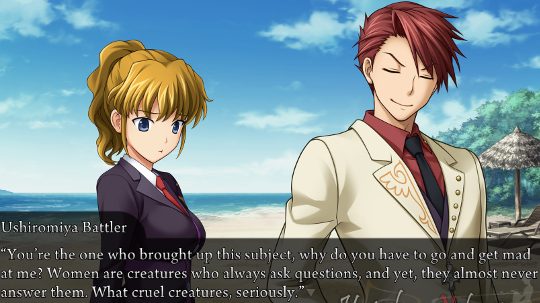 Ushiromiya Battler
“You're the one who brought up this subject, why do you have to go and get mad
at me? Women are creatures who always ask questions, and yet, they almost never
answer them. What cruel creatures, seriously.”